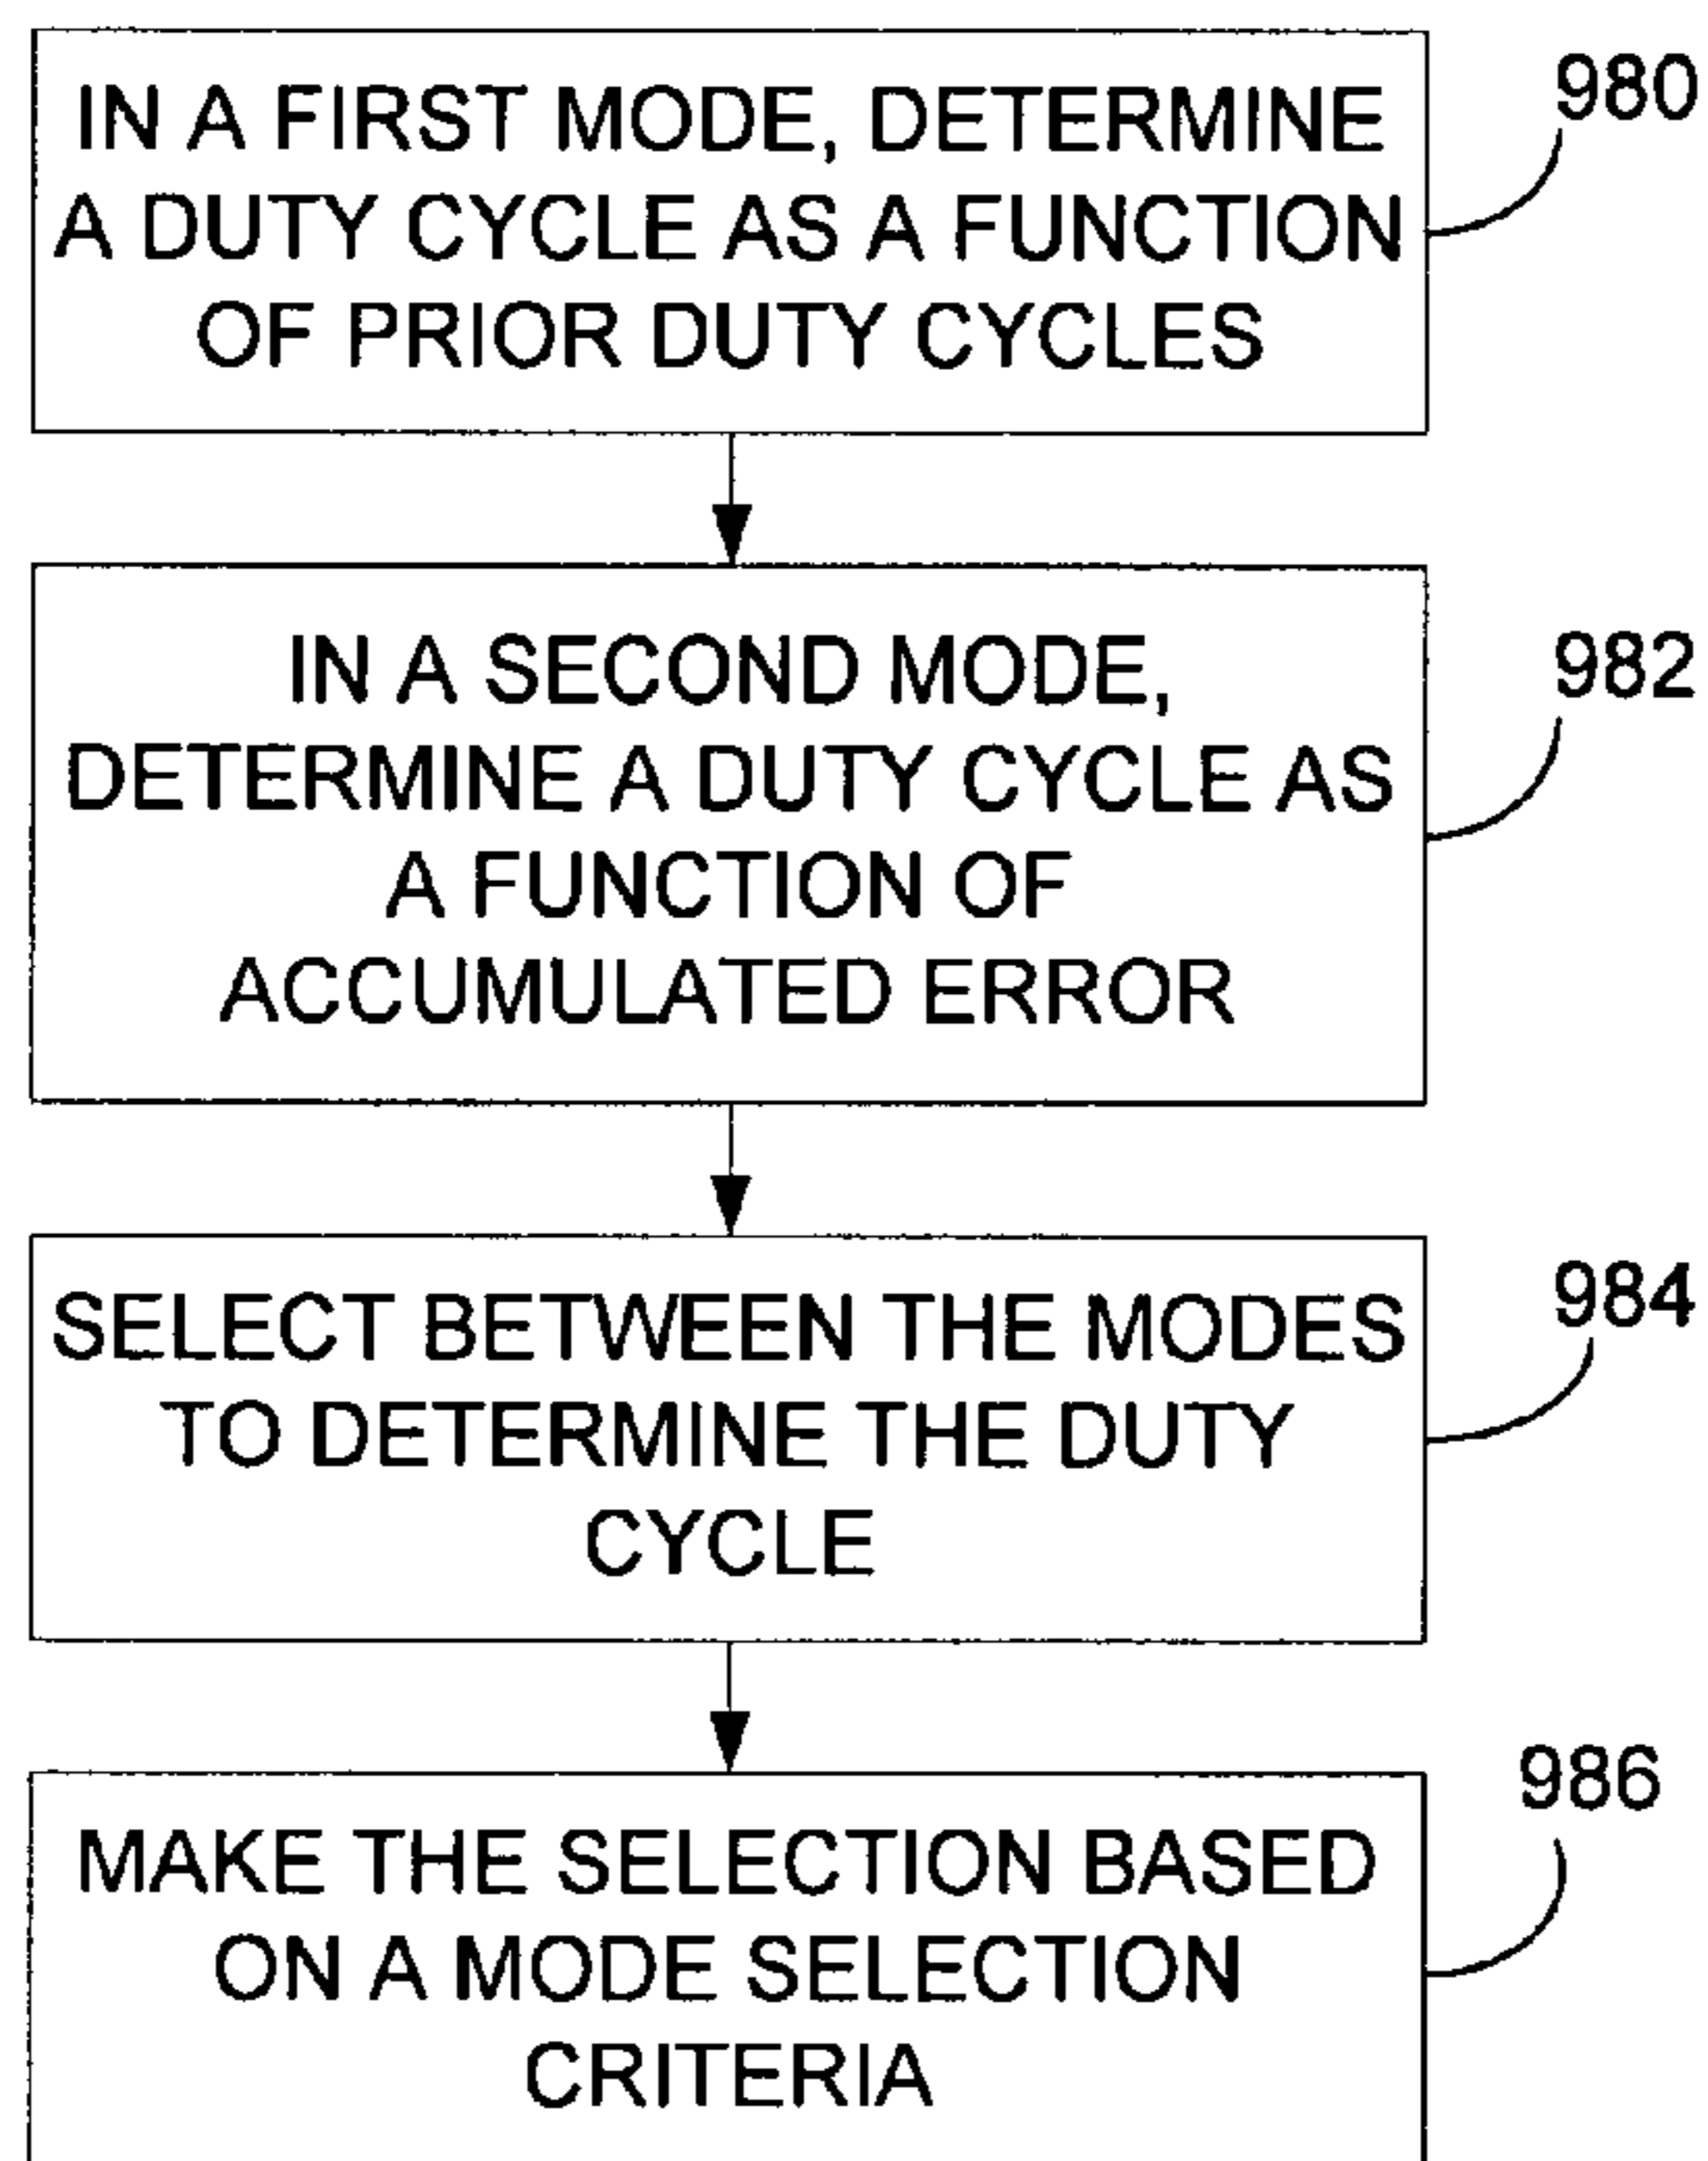 IN A FIRST MODE, DETERMINE
A DUTY CYCLE AS A FUNCTION
OF PRIOR DUTY CYCLES
980
IN A SECOND MODE,
DETERMINE A DUTY CYCLE AS
A FUNCTION OF
ACCUMULATED ERROR
982
SELECT BETWEEN THE MODES
TO DETERMINE THE DUTY
CYCLE
984
MAKE THE SELECTION BASED
ON A MODE SELECTION
CRITERIA
986